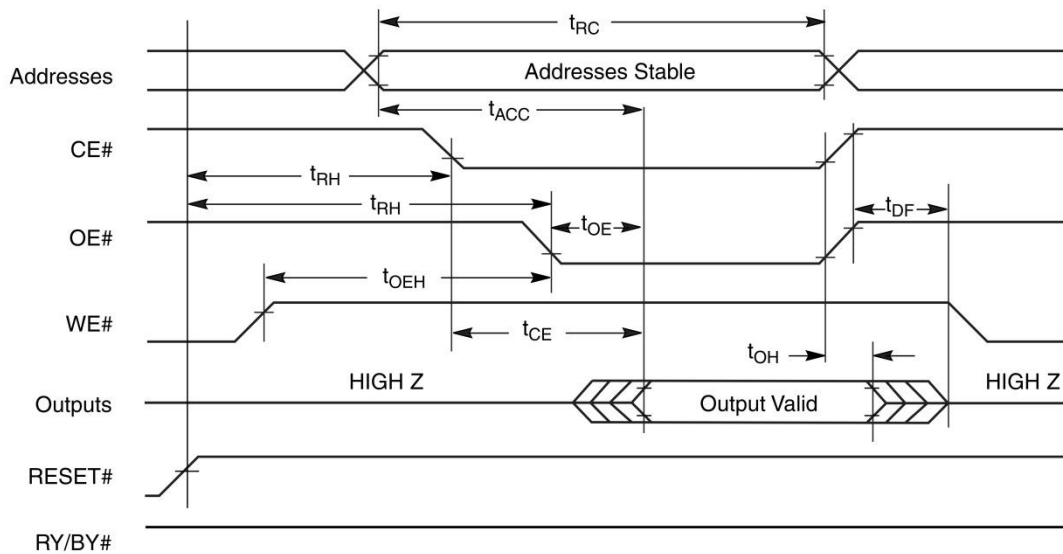 tRC
Addresses
Addresses Stable
tACC
CE#
tRH
tRH
tDF
OE#
tOE
tOEH
WE#
tCE
tOH
HIGH Z
HIGH Z
Outputs
Output Valid
RESET#
RY/BY#